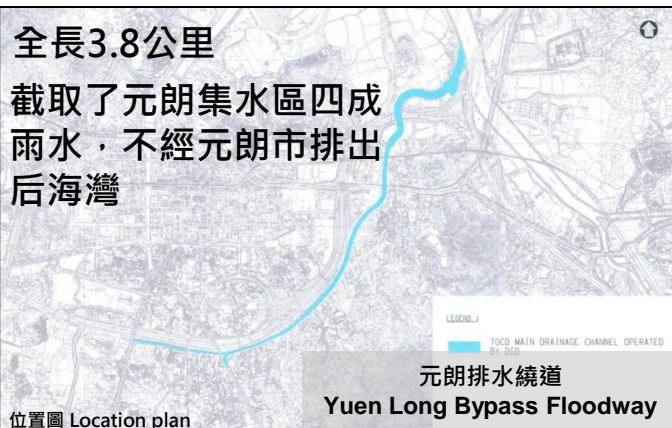 全長3.8公里
截取了元朗集水區四成
雨水，不經元朗市排出
后海灣
LEGEND :
70CD MAIN DRAINAGE CHANNEL OPERATED
BY DSD
元朗排水繞道
Yuen Long Bypass Floodway
位置圖 Location plan